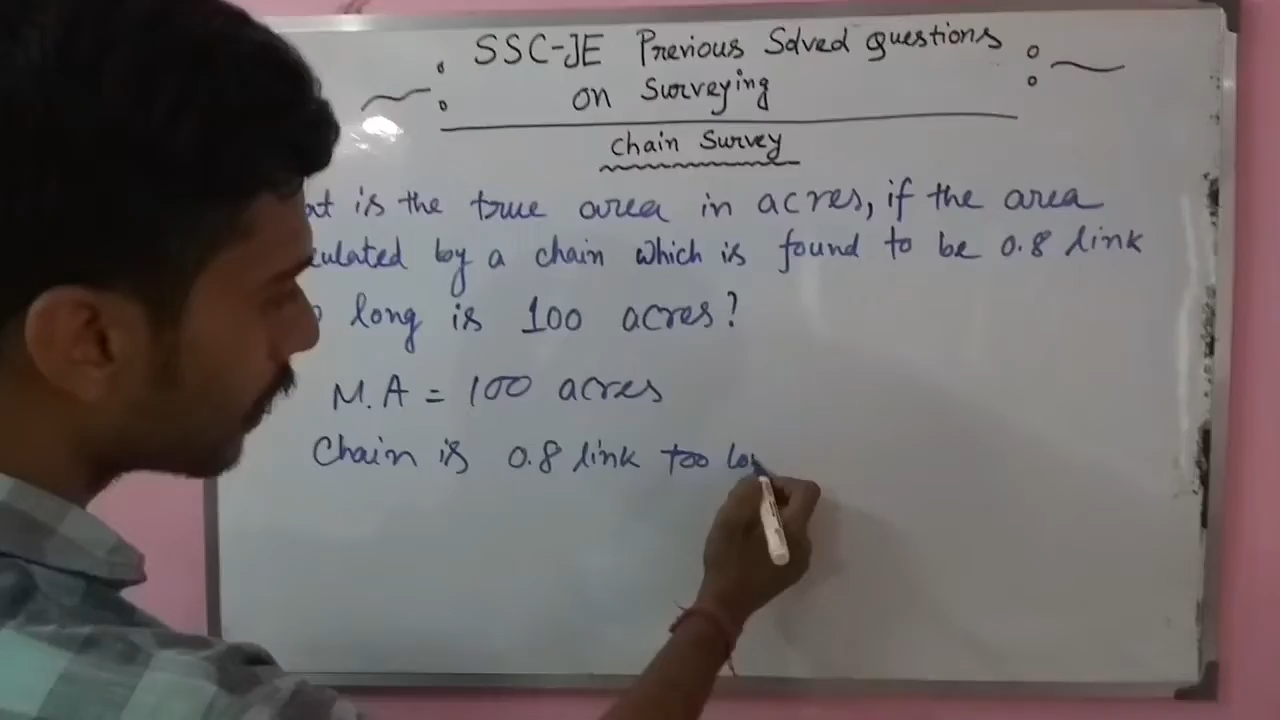 SSC-JE Previous Solved questions
on Surveying
Chain Survey
is the true area in acres, if the area
by a chain which is found to be 0.8 link
long is 100 acres?
M.A = 100 acres
Chain is 0.8 link too